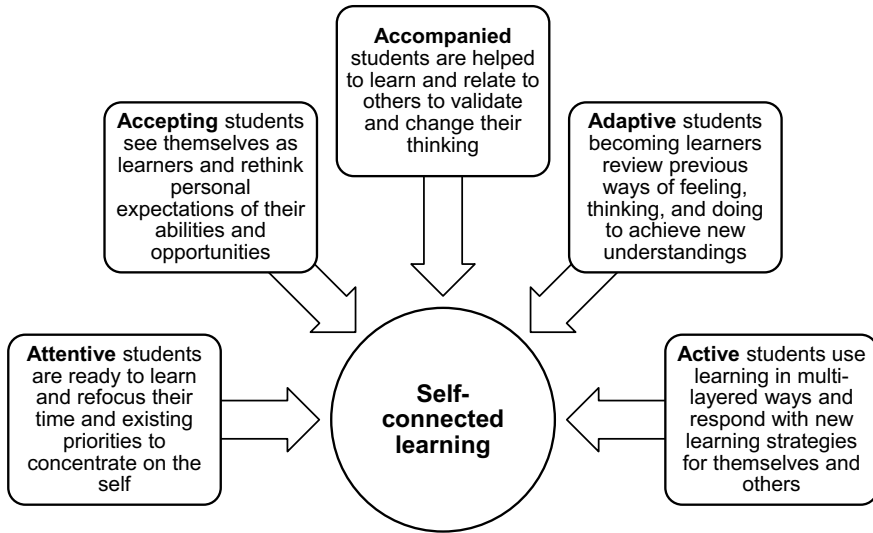 Accompanied
students are helped
to learn and relate to
others to validate
and change their
thinking
Accepting students
see themselves as
learners and rethink
personal
expectations of their
abilities and
opportunities
Adaptive students
becoming learners
review previous
ways of feeling,
thinking, and doing
to achieve new
understandings
Attentive students
are ready to learn
and refocus their
time and existing
priorities to
concentrate on the
self
Self-
connected
learning
Active students use
learning in multi-
layered ways and
respond with new
learning strategies
for themselves and
others